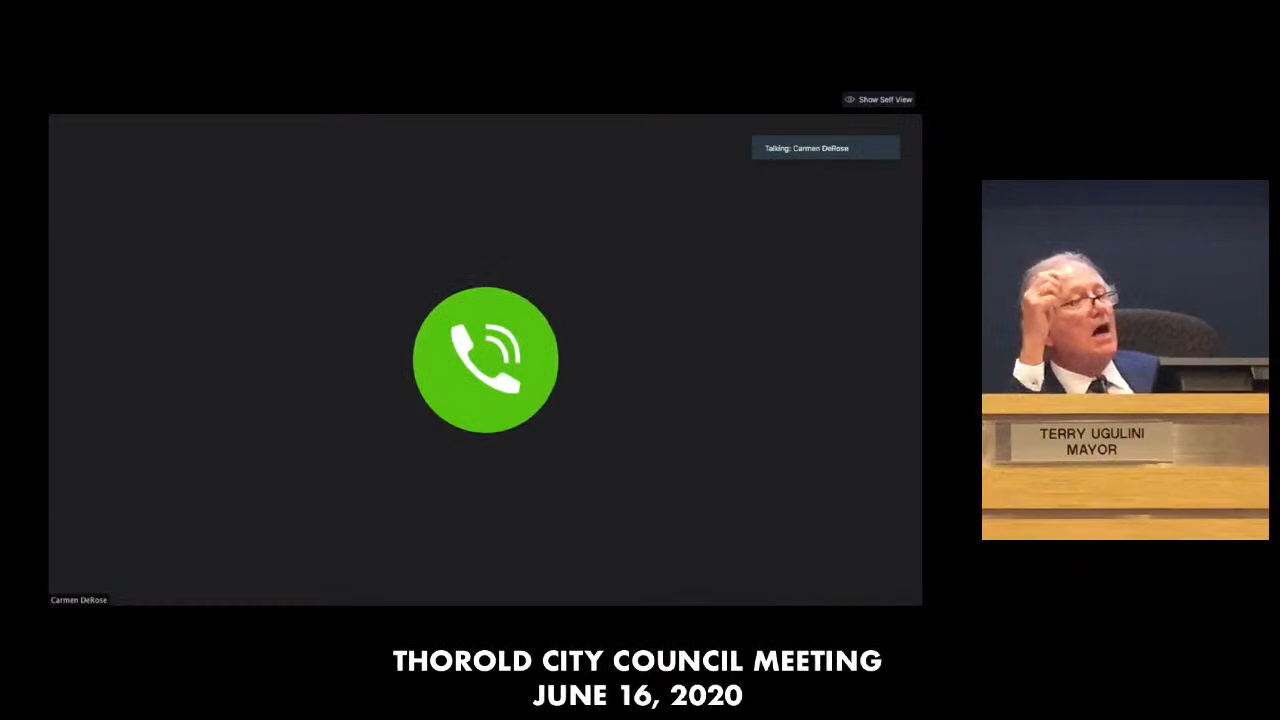 Show Self View
Talking: Carmen DeRose
TERRY UGULINI
MAYOR
Carmen DeRose
THOROLD CITY COUNCIL MEETING
JUNE 16, 2020